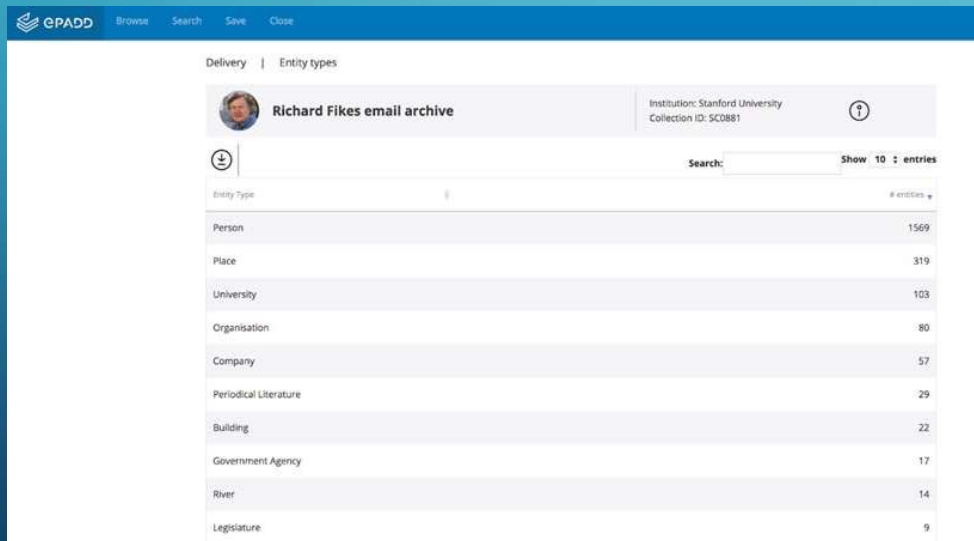 ePADD Browse Search Save Close
Delivery | Entity types
Richard Fikes email archive
Institution: Stanford University
Collection ID: SC0881
Search: Show 10 entries
Entity Type # entities
Person 1569
Place 319
University 103
Organisation 80
Company 57
Periodical Literature 29
Building 22
Government Agency 17
River 14
Legislature 9